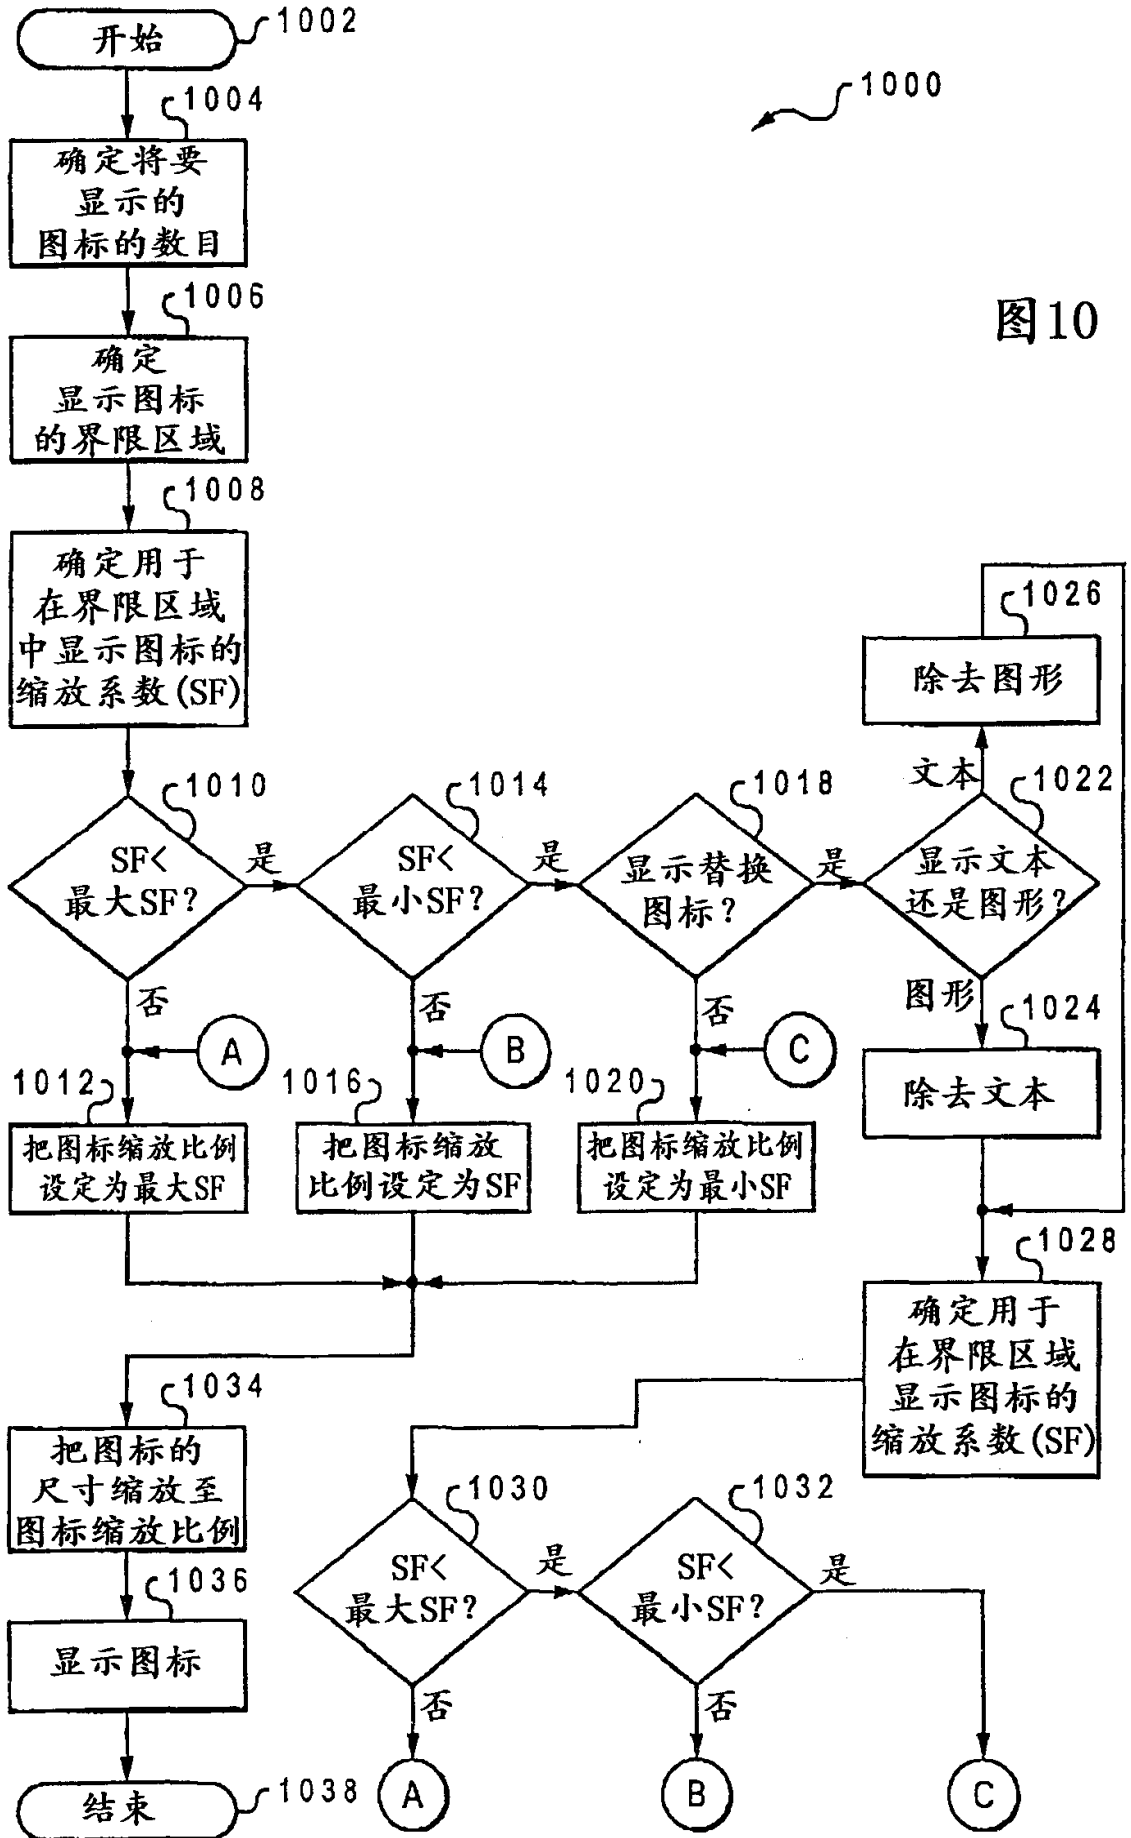 开始
1002
1000
1004
确定将要
显示的
图标的数目
1006
图10
确定
显示图标
的界限区域
1008
确定用于
在界限区域
中显示图标的
缩放系数(SF)
1026
除去图形
文本
1010
1014
1018
1022
SF<
最大SF?
是
SF<
最小SF?
是
显示替换
图标?
是
显示文本
还是图形?
否
否
否
图形
A
B
C
1024
除去文本
1012
1016
1020
把图标缩放比例
设定为最大SF
把图标缩放
比例设定为SF
把图标缩放比例
设定为最小SF
1028
确定用于
在界限区域
显示图标的
缩放系数(SF)
1034
把图标的
尺寸缩放至
图标缩放比例
1030
1032
SF<
最大SF?
是
SF<
最小SF?
是
1036
显示图标
否
否
结束
1038
A
B
C